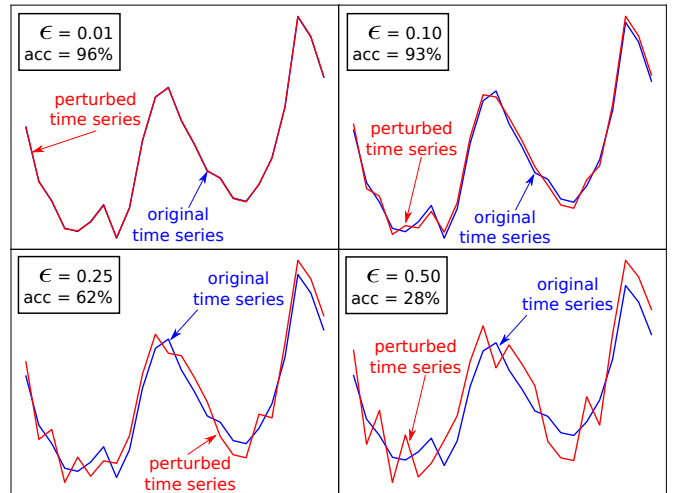 ϵ = 0.01
acc = 96%
perturbed
time series
original
time series
ϵ = 0.10
acc = 93%
perturbed
time series
original
time series
ϵ = 0.25
acc = 62%
original
time series
perturbed
time series
ϵ = 0.50
acc = 28%
original
time series
perturbed
time series